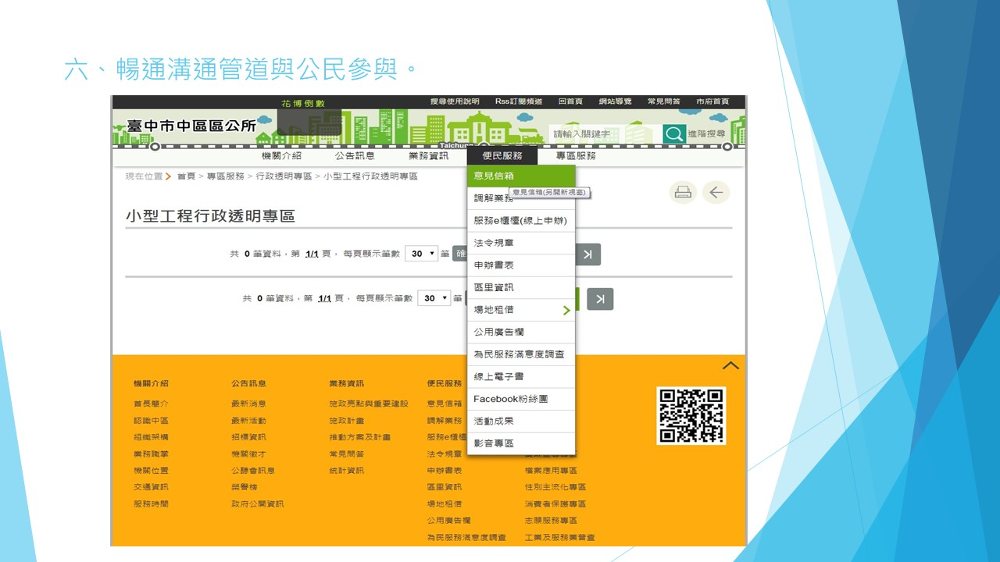 六、暢通溝通管道與公民參與。
花博倒數
搜尋使用說明 Rss訂閱頻道 回首頁 網站導覽 常見問答 市府首頁
臺中市中區區公所
請輸入關鍵字
進階搜尋
Taichung
機關介紹 公告訊息 業務資訊 便民服務 專區服務
現在位置 首頁 > 專區服務 > 行政透明專區 > 小型工程行政透明專區
意見信箱
意見信箱(另開新視窗)
調解業務
服務e櫃檯(線上申辦)
法令規章
申辦書表
區里資訊
場地租借
公用廣告欄
為民服務滿意度調查
線上電子書
Facebook粉絲團
活動成果
影音專區
小型工程行政透明專區
共 0 筆資料，第 1/1 頁， 每頁顯示筆數 30 筆 確
共 0 筆資料，第 1/1 頁， 每頁顯示筆數 30 筆
機關介紹 公告訊息 業務資訊 便民服務
首長簡介 最新消息 施政亮點與重要建設 意見信箱
認識中區 最新活動 施政計畫 調解業務
組織架構 招標資訊 推動方案及計畫 服務e櫃檯
業務職掌 機關徵才 常見問答 法令規章
機關位置 公聽會訊息 統計資訊 申辦書表 檔案應用專區
交通資訊 榮譽榜 區里資訊 性別主流化專區
服務時間 政府公開資訊 場地租借 消費者保護專區
公用廣告欄 志願服務專區
為民服務滿意度調查 工業及服務業普查